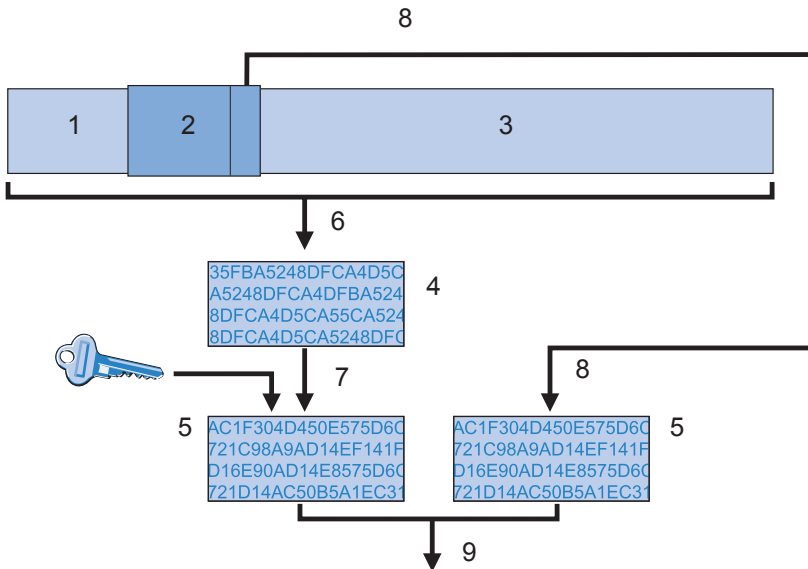 8
1 2 3
6
35FBA5248DFCA4D5C
A5248DFCA4DFBA524
8DFCA4D5CA55CA524
8DFCA4D5CA5248DFC
4
7
8
5
AC1F304D450E575D6C
721C98A9AD14EF141F
D16E90AD14E8575D6C
721D14AC50B5A1EC31
AC1F304D450E575D6C
721C98A9AD14EF141F
D16E90AD14E8575D6C
721D14AC50B5A1EC31
5
9